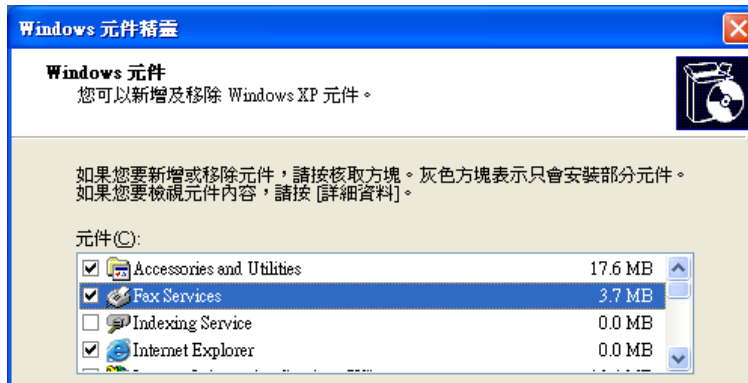 Windows 元件精靈
Windows 元件
您可以新增及移除 Windows XP 元件。
如果您要新增或移除元件，請按核取方塊。灰色方塊表示只會安裝部分元件。
如果您要檢視元件內容，請按 [詳細資料]。
元件(C):
Accessories and Utilities 17.6 MB
Fax Services 3.7 MB
Indexing Service 0.0 MB
Internet Explorer 0.0 MB